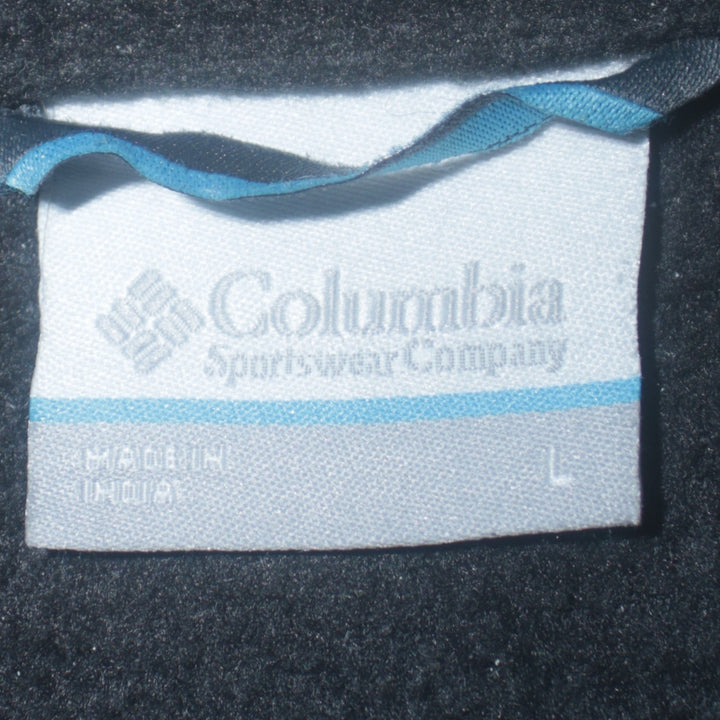 Columbia
Sportswear Company
MADE IN
INDIA
L